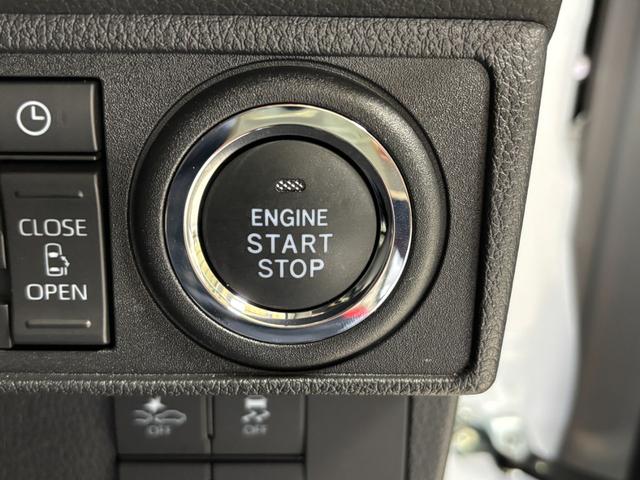 CLOSE
OPEN
ENGINE
START
STOP
OFF
OFF